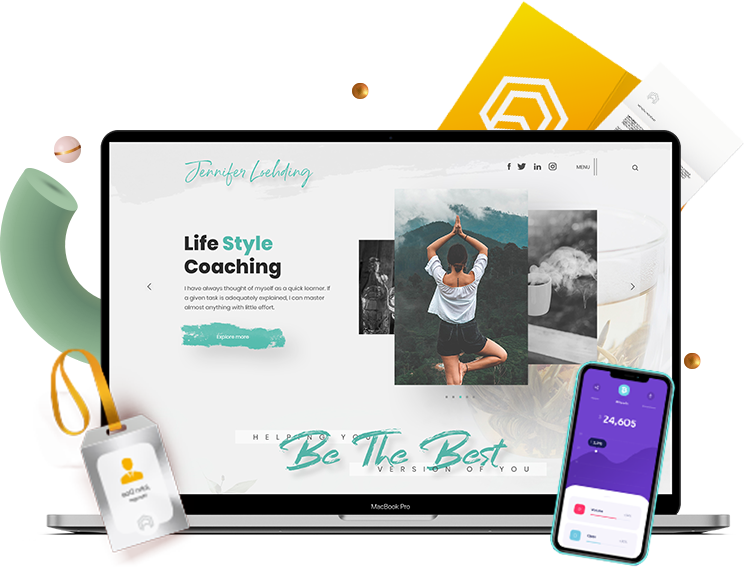 Jennifer Loehding
MENU
Life Style
Coaching
I have always thought of myself as a quick learner. If
a given task is adequately explained, I can master
almost anything with little effort.
Explore more
HELPING YOU
Be The Best
VERSION OF YOU
MacBook Pro
24,605